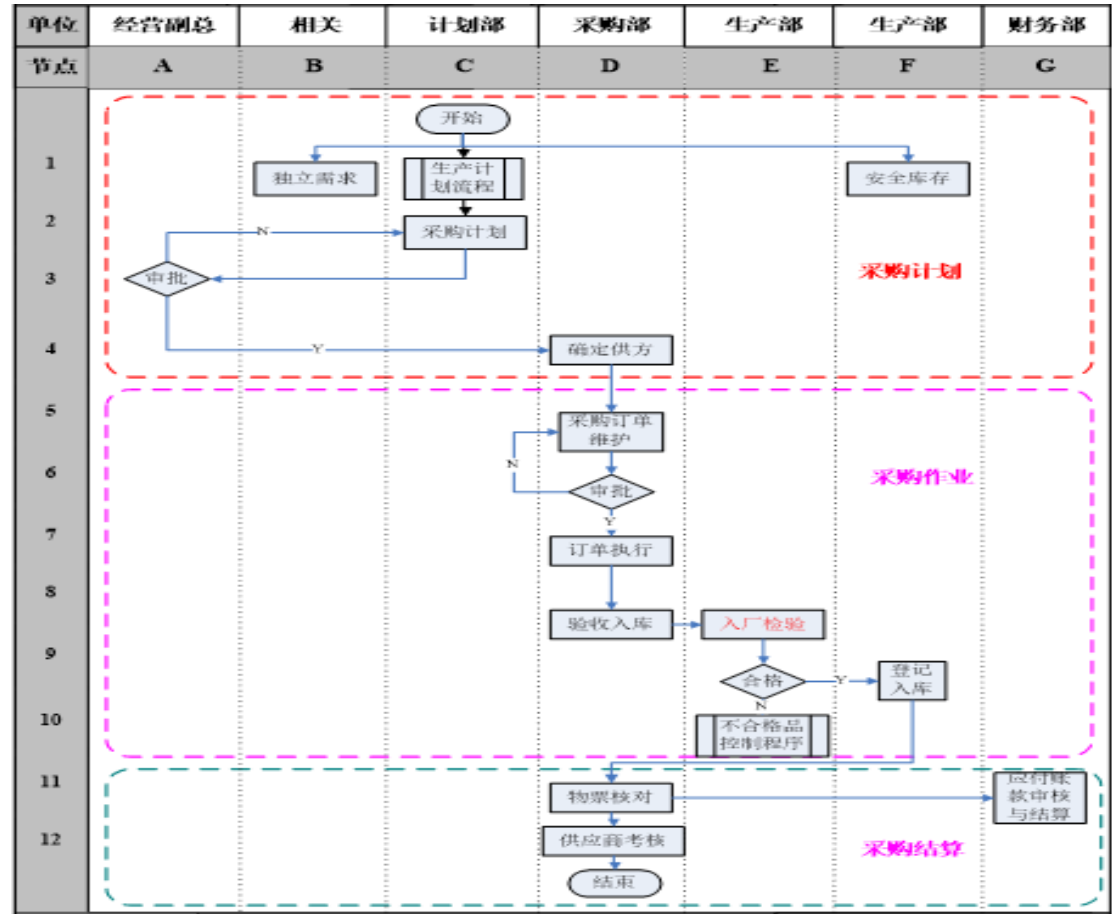 单位 经营副总 相关 计划部 采购部 生产部 生产部 财务部
节点 A B C D E F G
开始
1
独立需求
生产计
划流程
安全库存
2
N
采购计划
3
审批
采购计划
4
Y
确定供方
5
采购订单
维护
6
N
审批
采购作业
Y
7
订单执行
8
验收入库
入厂检验
9
合格
Y
登记
入库
N
10
不合格品
控制程序
11
物票核对
应付账
款审核
与结算
12
供应商考核
采购结算
结束